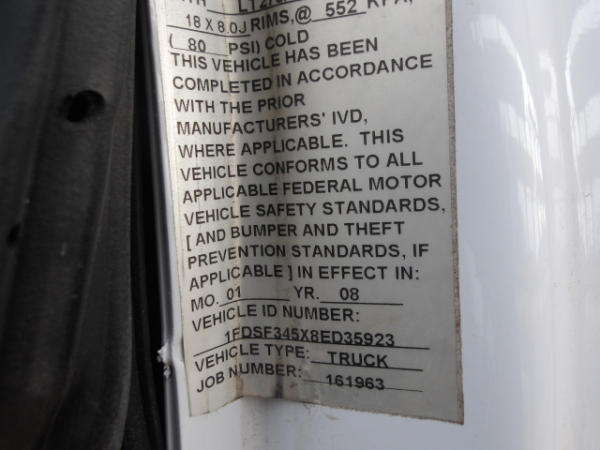 18 X 8.0J RIMS,@ 552 KPA,
( 80 PSI) COLD
THIS VEHICLE HAS BEEN
COMPLETED IN ACCORDANCE
WITH THE PRIOR
MANUFACTURERS' IVD,
WHERE APPLICABLE. THIS
VEHICLE CONFORMS TO ALL
APPLICABLE FEDERAL MOTOR
VEHICLE SAFETY STANDARDS,
[ AND BUMPER AND THEFT
PREVENTION STANDARDS, IF
APPLICABLE ] IN EFFECT IN:
MO. 01 YR. 08
VEHICLE ID NUMBER:
1FDSF345X8ED35923
VEHICLE TYPE: TRUCK
JOB NUMBER: 161963